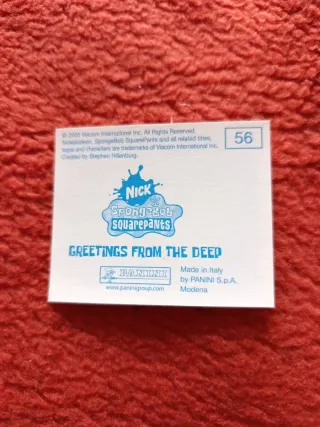 © 2005 Viacom International Inc. All Rights Reserved
Nickelodeon, SpongeBob SquarePants and all related titles,
logos and characters are trademarks of Viacom International Inc.
Created by Stephen Hillenburg.
56
NICK
SpongeBob
SQUAREPANTS
GREETINGS FROM THE DEEP
PANINI
www.paninigroup.com
Made in Italy
by PANINI S.p.A.
Modena